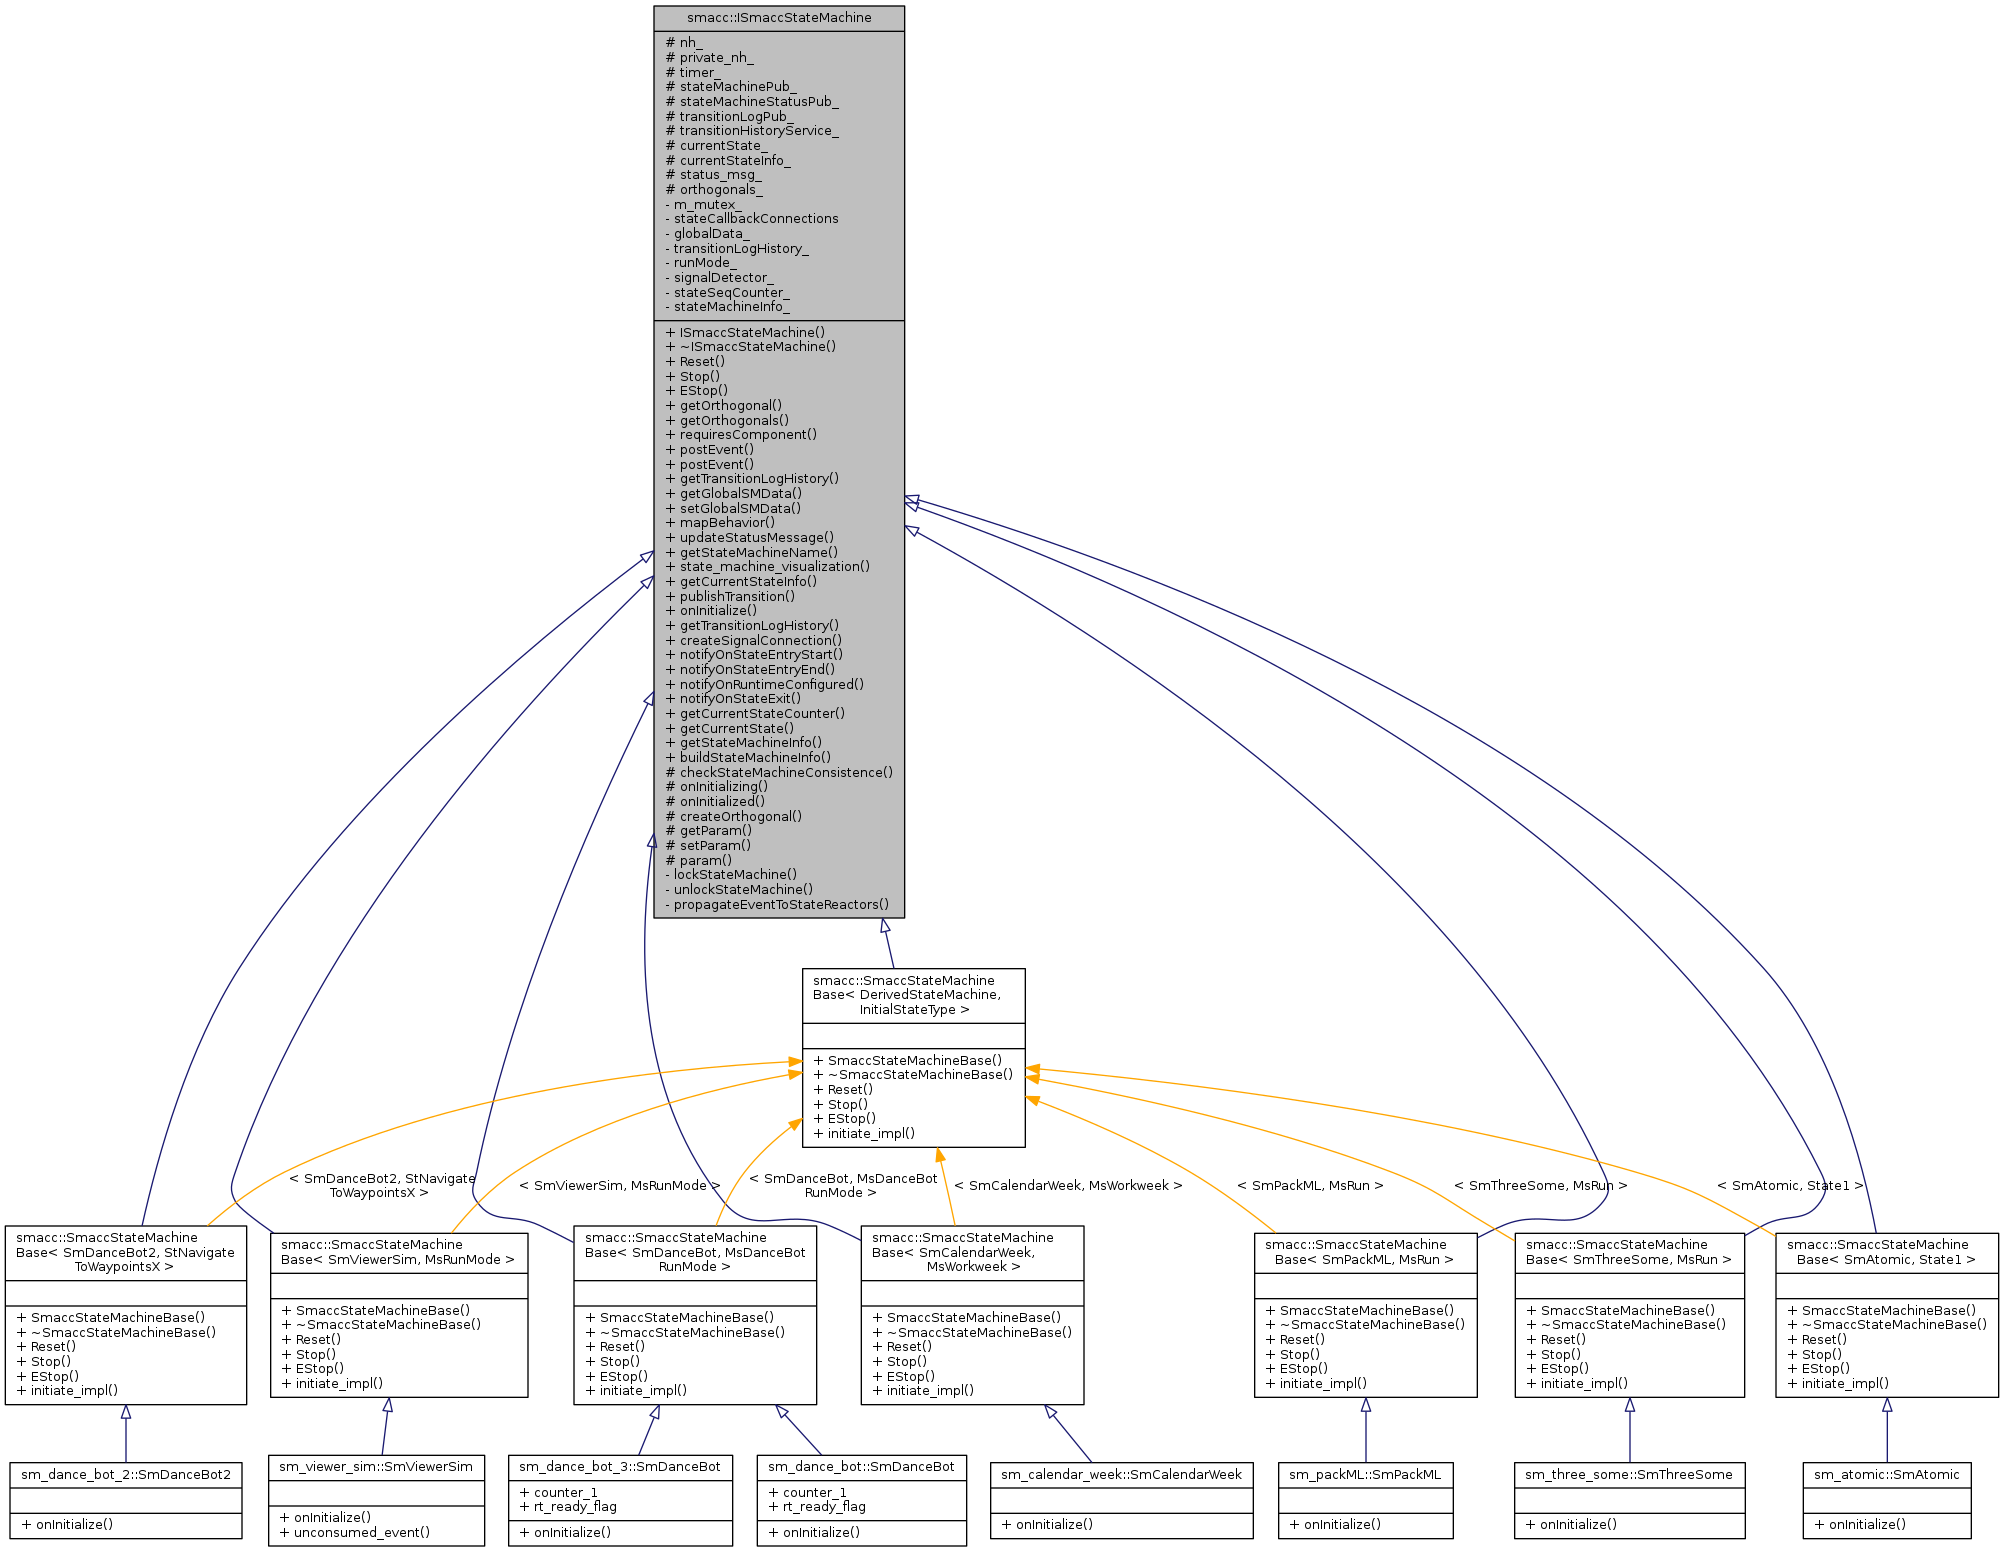 smacc::ISmaccStateMachine
# nh_
# private_nh_
# timer_
# stateMachinePub_
# stateMachineStatusPub_
# transitionLogPub_
# transitionHistoryService_
# currentState_
# currentStateInfo_
# status_msg_
# orthogonals_
- m_mutex_
- stateCallbackConnections
- globalData_
- transitionLogHistory_
- runMode_
- signalDetector_
- stateSeqCounter_
- stateMachineInfo_
+ ISmaccStateMachine()
+ ~ISmaccStateMachine()
+ Reset()
+ Stop()
+ EStop()
+ getOrthogonal()
+ getOrthogonals()
+ requiresComponent()
+ postEvent()
+ postEvent()
+ getTransitionLogHistory()
+ getGlobalSMData()
+ setGlobalSMData()
+ mapBehavior()
+ updateStatusMessage()
+ getStateMachineName()
+ state_machine_visualization()
+ getCurrentStateInfo()
+ publishTransition()
+ onInitialize()
+ getTransitionLogHistory()
+ createSignalConnection()
+ notifyOnStateEntryStart()
+ notifyOnStateEntryEnd()
+ notifyOnRuntimeConfigured()
+ notifyOnStateExit()
+ getCurrentStateCounter()
+ getCurrentState()
+ getStateMachineInfo()
+ buildStateMachineInfo()
# checkStateMachineConsistence()
# onInitializing()
# onInitialized()
# createOrthogonal()
# getParam()
# setParam()
# param()
- lockStateMachine()
- unlockStateMachine()
- propagateEventToStateReactors()
smacc::SmaccStateMachine
Base< DerivedStateMachine,
InitialStateType >
+ SmaccStateMachineBase()
+ ~SmaccStateMachineBase()
+ Reset()
+ Stop()
+ EStop()
+ initiate_impl()
< SmDanceBot2, StNavigate
ToWaypointsX >
< SmViewerSim, MsRunMode >
< SmDanceBot, MsDanceBot
RunMode >
< SmCalendarWeek, MsWorkweek >
< SmPackML, MsRun >
< SmThreeSome, MsRun >
< SmAtomic, State1 >
smacc::SmaccStateMachine
Base< SmDanceBot2, StNavigate
ToWaypointsX >
+ SmaccStateMachineBase()
+ ~SmaccStateMachineBase()
+ Reset()
+ Stop()
+ EStop()
+ initiate_impl()
smacc::SmaccStateMachine
Base< SmViewerSim, MsRunMode >
+ SmaccStateMachineBase()
+ ~SmaccStateMachineBase()
+ Reset()
+ Stop()
+ EStop()
+ initiate_impl()
smacc::SmaccStateMachine
Base< SmDanceBot, MsDanceBot
RunMode >
+ SmaccStateMachineBase()
+ ~SmaccStateMachineBase()
+ Reset()
+ Stop()
+ EStop()
+ initiate_impl()
smacc::SmaccStateMachine
Base< SmCalendarWeek,
MsWorkweek >
+ SmaccStateMachineBase()
+ ~SmaccStateMachineBase()
+ Reset()
+ Stop()
+ EStop()
+ initiate_impl()
smacc::SmaccStateMachine
Base< SmPackML, MsRun >
+ SmaccStateMachineBase()
+ ~SmaccStateMachineBase()
+ Reset()
+ Stop()
+ EStop()
+ initiate_impl()
smacc::SmaccStateMachine
Base< SmThreeSome, MsRun >
+ SmaccStateMachineBase()
+ ~SmaccStateMachineBase()
+ Reset()
+ Stop()
+ EStop()
+ initiate_impl()
smacc::SmaccStateMachine
Base< SmAtomic, State1 >
+ SmaccStateMachineBase()
+ ~SmaccStateMachineBase()
+ Reset()
+ Stop()
+ EStop()
+ initiate_impl()
sm_dance_bot_2::SmDanceBot2
+ onInitialize()
sm_viewer_sim::SmViewerSim
+ onInitialize()
+ unconsumed_event()
sm_dance_bot_3::SmDanceBot
+ counter_1
+ rt_ready_flag
+ onInitialize()
sm_dance_bot::SmDanceBot
+ counter_1
+ rt_ready_flag
+ onInitialize()
sm_calendar_week::SmCalendarWeek
+ onInitialize()
sm_packML::SmPackML
+ onInitialize()
sm_three_some::SmThreeSome
+ onInitialize()
sm_atomic::SmAtomic
+ onInitialize()